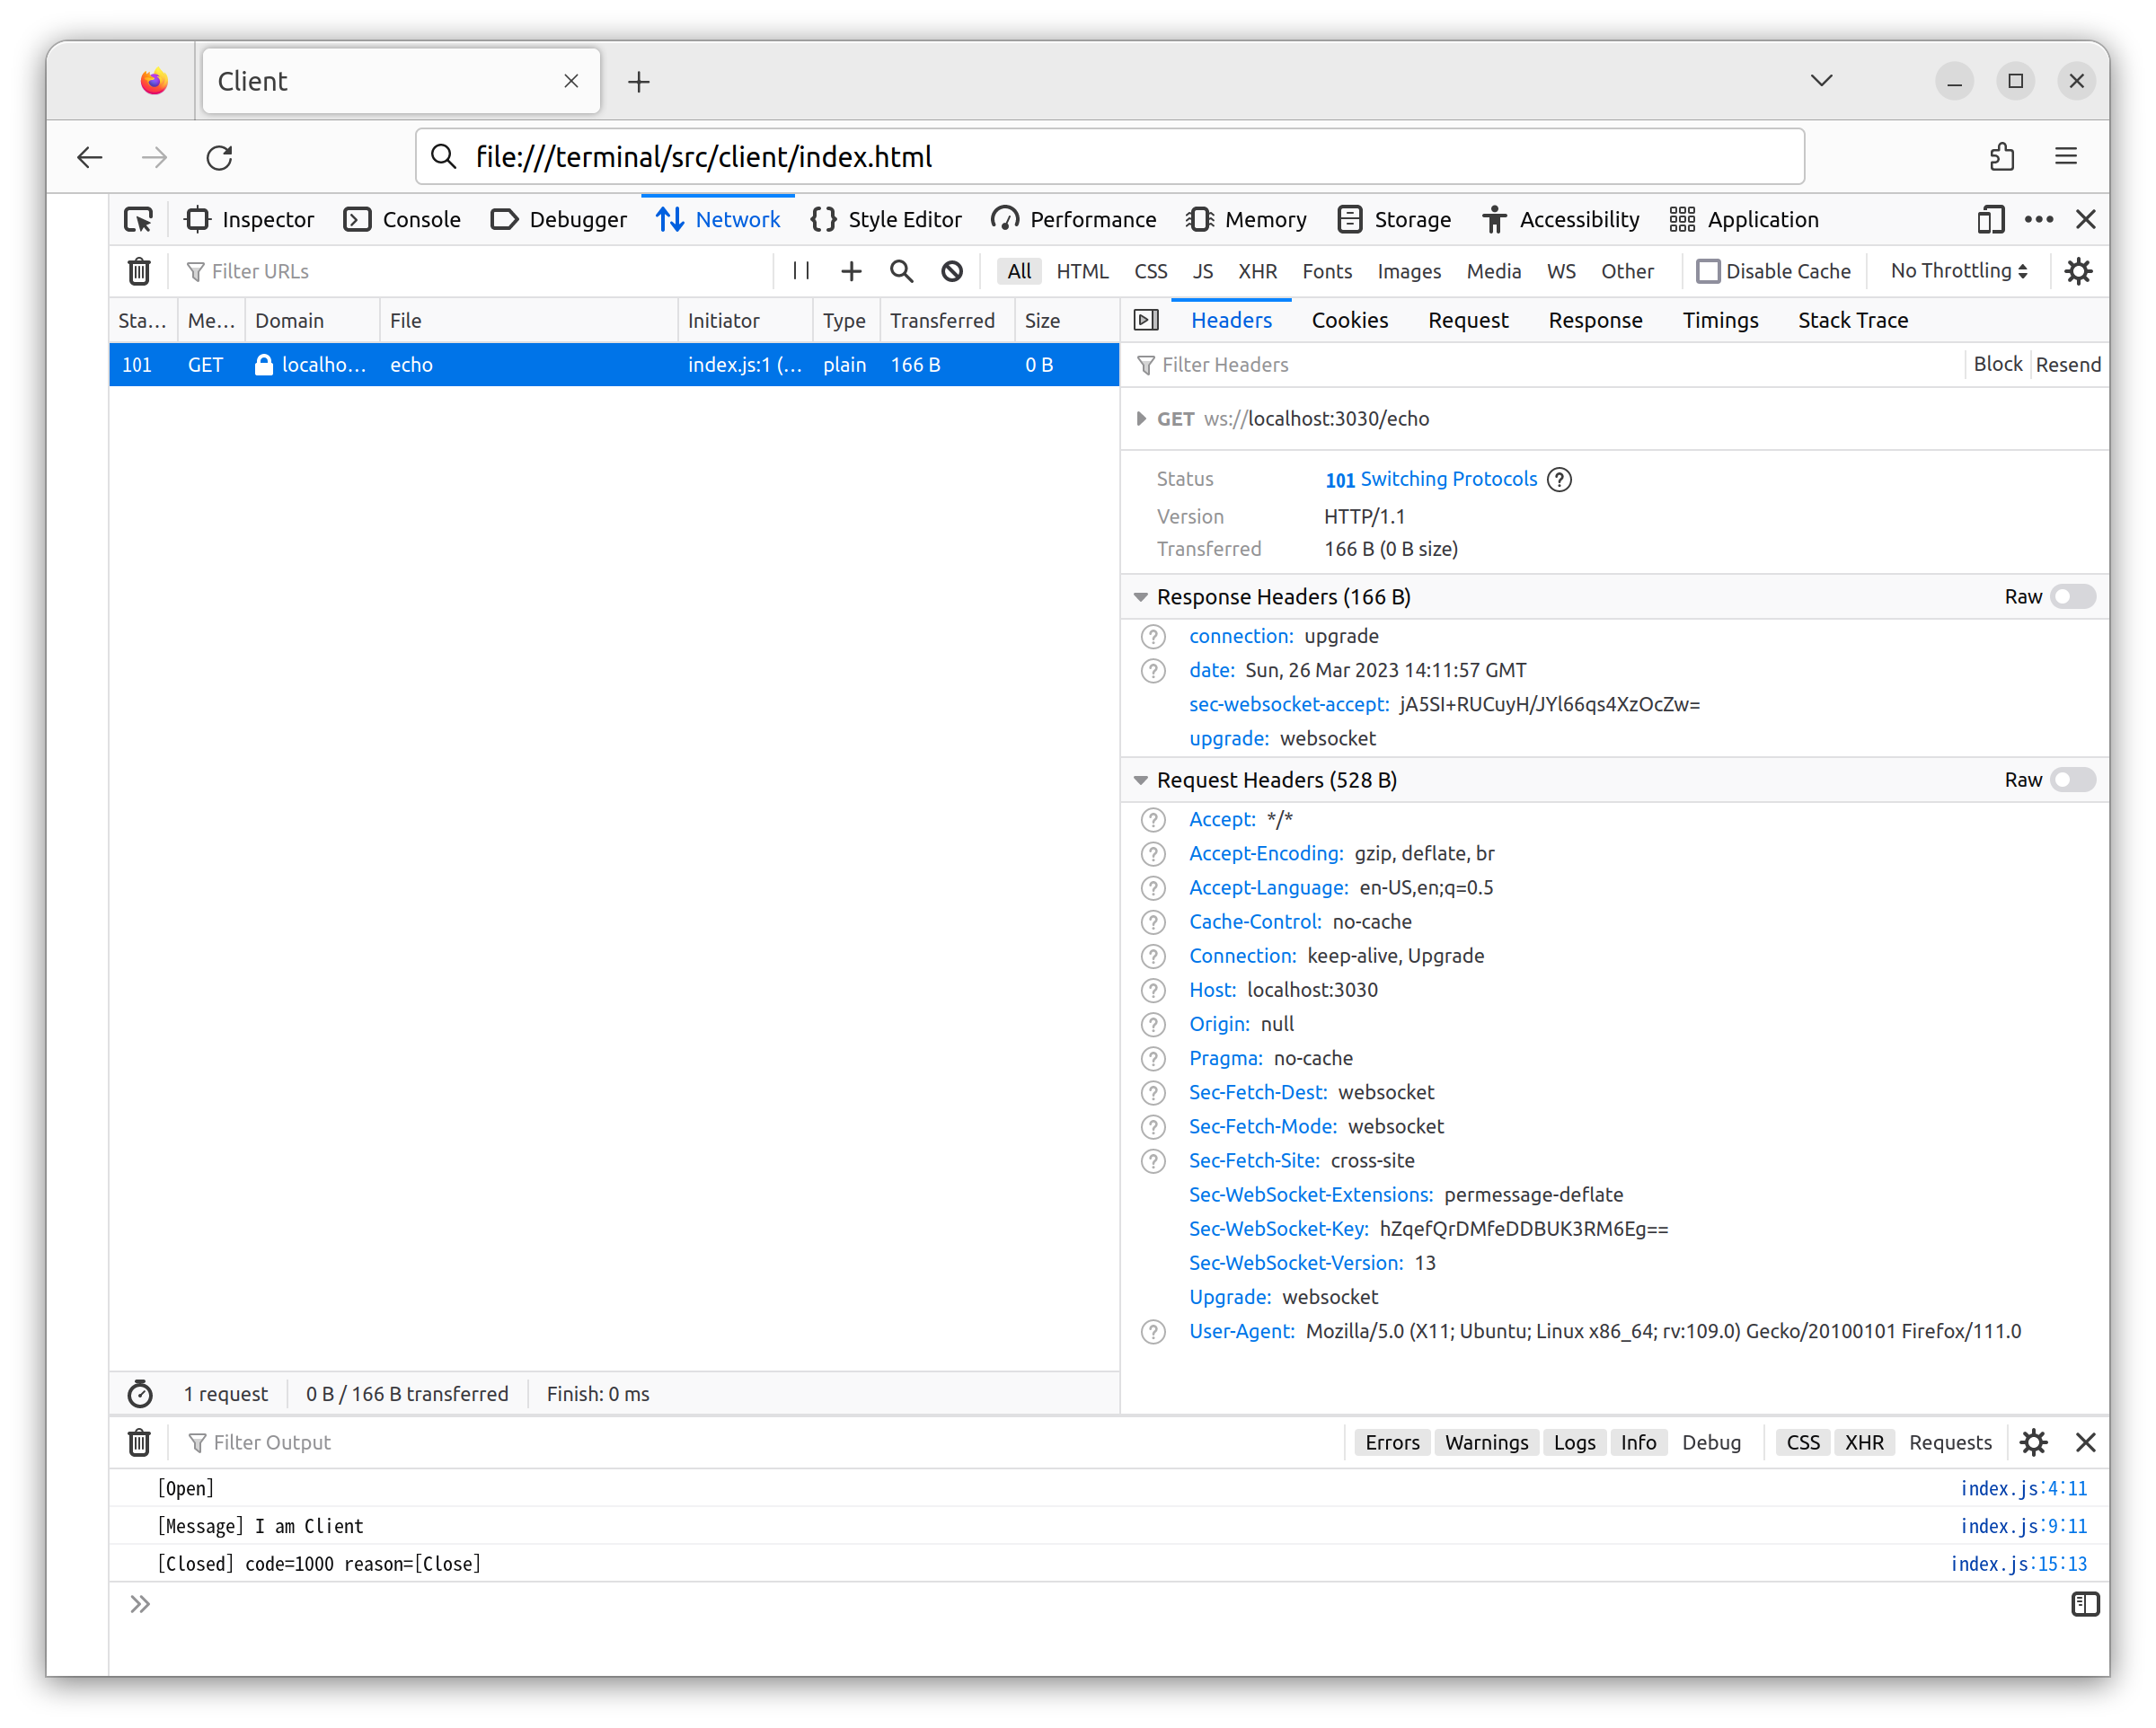 Client
file:///terminal/src/client/index.html
Inspector Console Debugger Network Style Editor Performance Memory Storage Accessibility Application
Filter URLs All HTML CSS JS XHR Fonts Images Media WS Other Disable Cache No Throttling
Sta... Me... Domain File Initiator Type Transferred Size
101 GET localho... echo index.js:1 (... plain 166 B 0 B
Headers Cookies Request Response Timings Stack Trace
Filter Headers Block Resend
GET ws://localhost:3030/echo
Status 101 Switching Protocols ?
Version HTTP/1.1
Transferred 166 B (0 B size)
Response Headers (166 B) Raw
? connection: upgrade
? date: Sun, 26 Mar 2023 14:11:57 GMT
sec-websocket-accept: jA5SI+RUCuyH/JYl66qs4XzOcZw=
upgrade: websocket
Request Headers (528 B) Raw
? Accept: */*
? Accept-Encoding: gzip, deflate, br
? Accept-Language: en-US,en;q=0.5
? Cache-Control: no-cache
? Connection: keep-alive, Upgrade
? Host: localhost:3030
? Origin: null
? Pragma: no-cache
? Sec-Fetch-Dest: websocket
? Sec-Fetch-Mode: websocket
? Sec-Fetch-Site: cross-site
Sec-WebSocket-Extensions: permessage-deflate
Sec-WebSocket-Key: hZqefQrDMfeDDBUK3RM6Eg==
Sec-WebSocket-Version: 13
Upgrade: websocket
? User-Agent: Mozilla/5.0 (X11; Ubuntu; Linux x86_64; rv:109.0) Gecko/20100101 Firefox/111.0
1 request 0 B / 166 B transferred Finish: 0 ms
Filter Output Errors Warnings Logs Info Debug CSS XHR Requests
[Open] index.js:4:11
[Message] I am Client index.js:9:11
[Closed] code=1000 reason=[Close] index.js:15:13